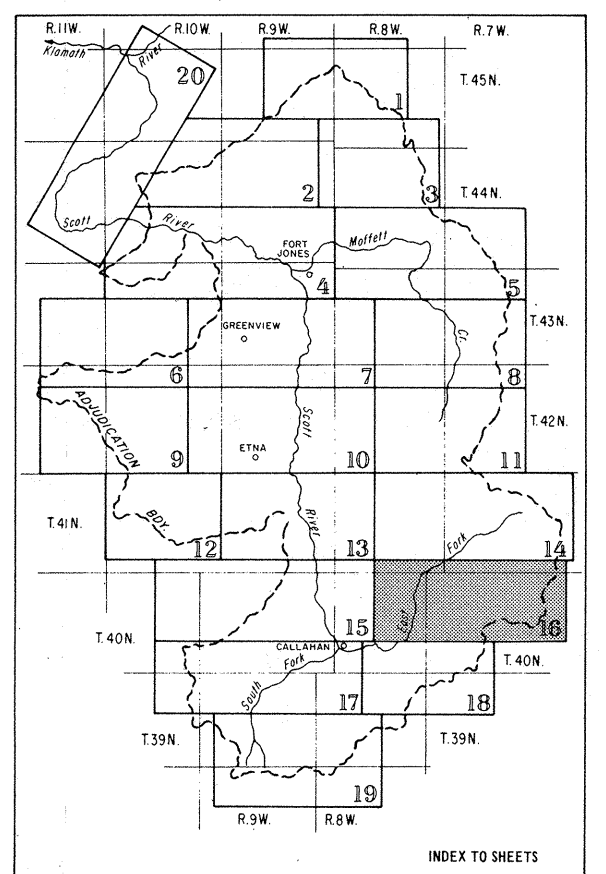 R.11W. R.10W. R.9W. R.8W. R.7W.
Klamath River
20
T.45N.
1
2
3
T.44N.
Scott River
FORT JONES
Moffett
4
5
GREENVIEW
T.43N.
Cr.
6
7
8
ADJUDICATION
Scott
T.42N.
ETNA
9
10
11
T.41N.
BDY.
River
Fork
12
13
14
East
T.40N.
15
16
CALLAHAN
South Fork
T.40N.
17
18
T.39N.
T.39N.
19
R.9W. R.8W.
INDEX TO SHEETS